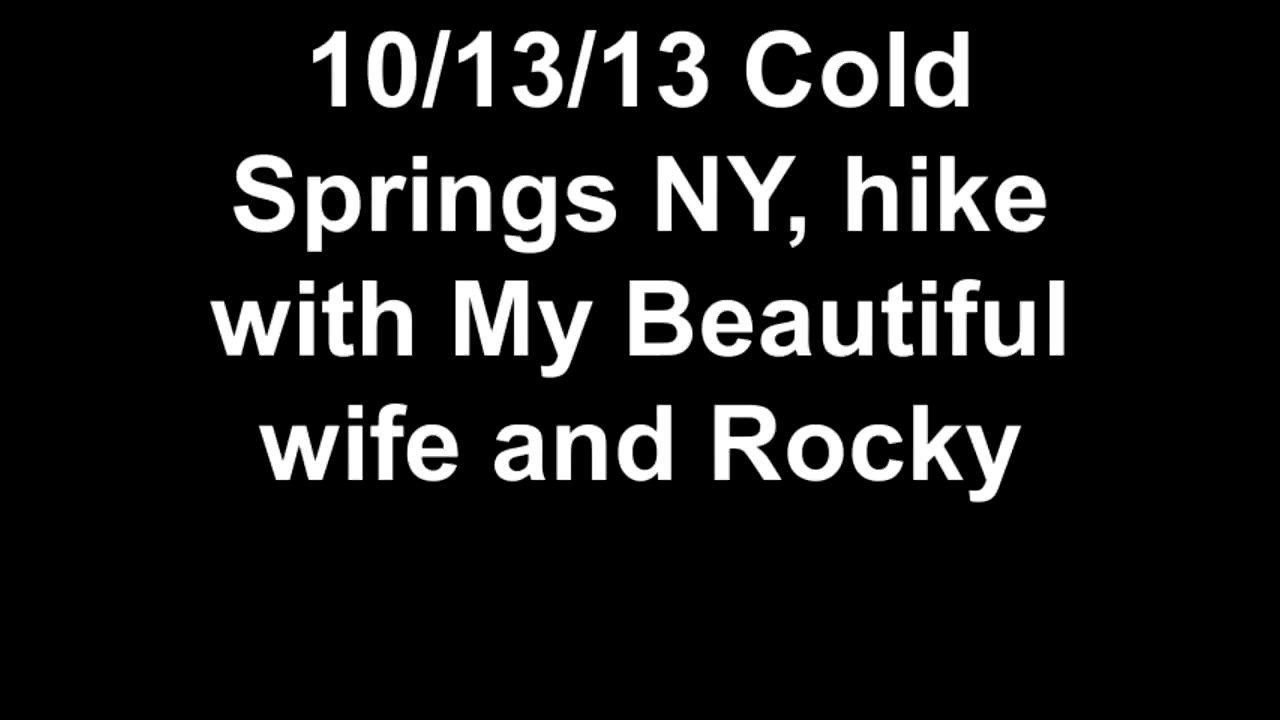 10/13/13 Cold
Springs NY, hike
with My Beautiful
wife and Rocky